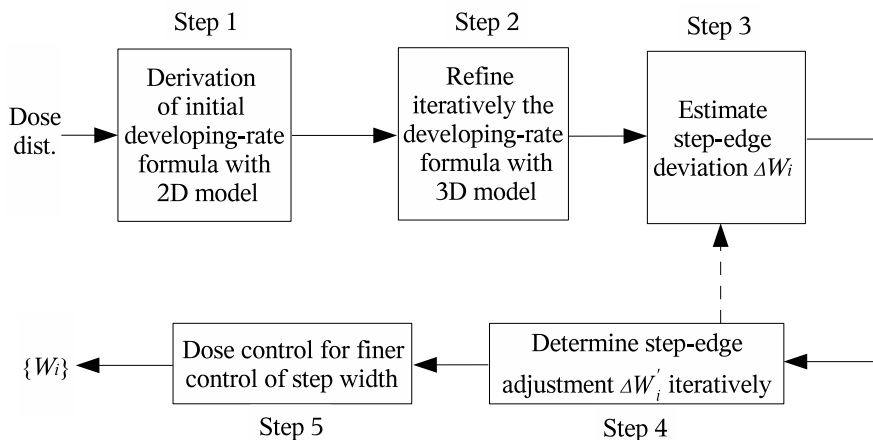 Step 1
Step 2
Step 3
Dose
dist.
Derivation
of initial
developing-rate
formula with
2D model
Refine
iteratively the
developing-rate
formula with
3D model
Estimate
step-edge
deviation ΔWi
{Wi}
Dose control for finer
control of step width
Determine step-edge
adjustment ΔW'i iteratively
Step 5
Step 4